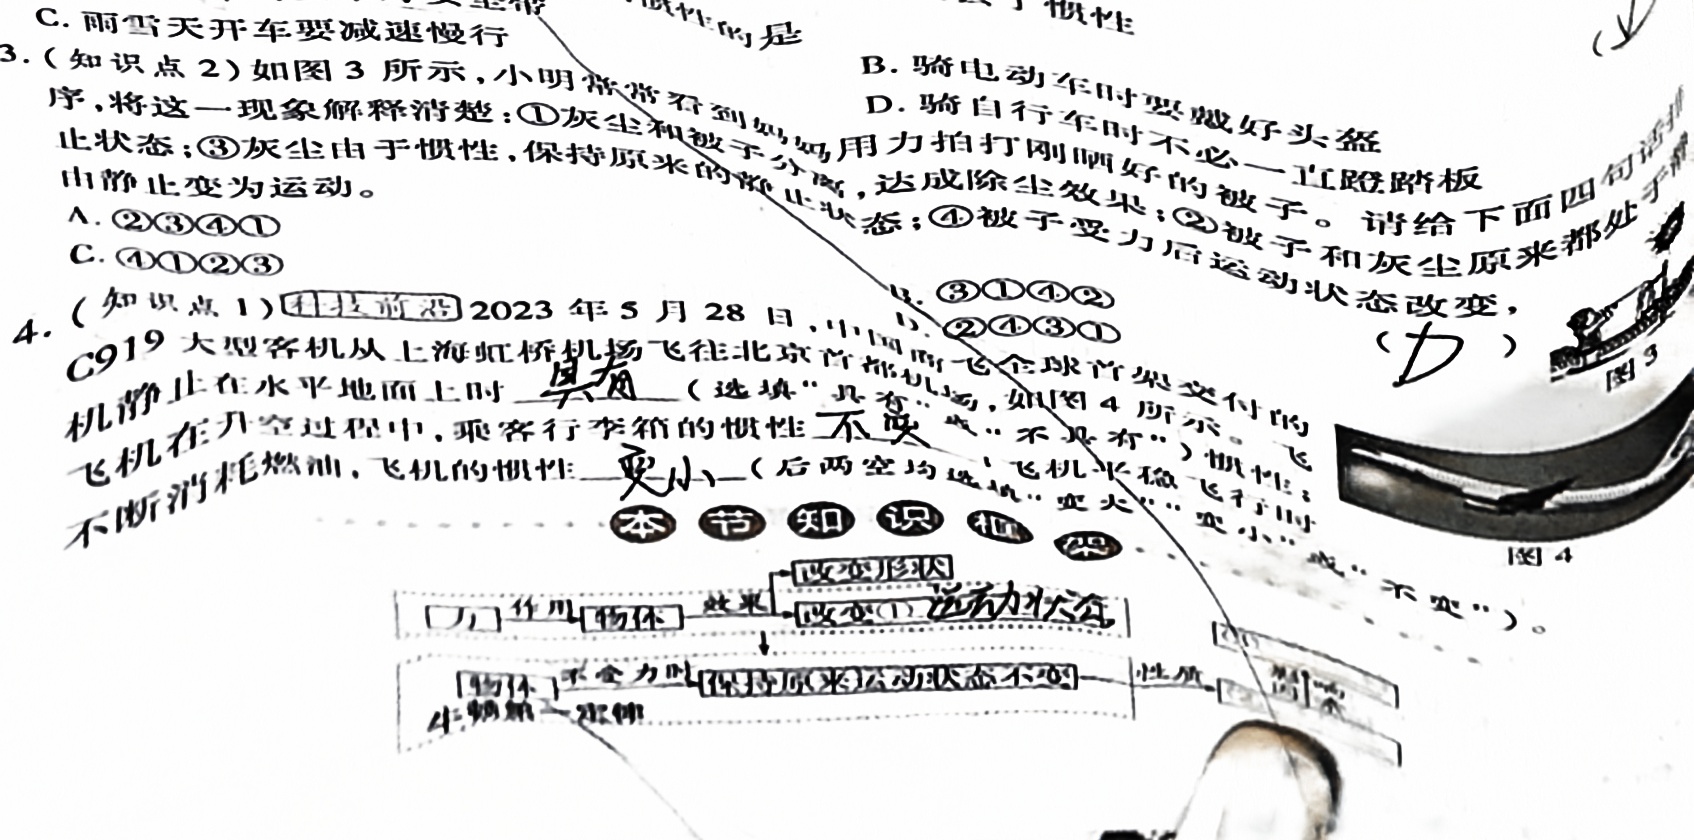 惯性的是
C. 雨雪天开车要减速慢行
B. 骑电动车时要戴好头盔
D. 骑自行车时不必一直蹬踏板
3. (知识点2)如图3所示,小明常常看到妈妈用力拍打刚晒好的被子。请给下面四句话排
序,将这一现象解释清楚:①灰尘和被子分离,达成除尘效果;②被子和灰尘原来都处于静
止状态;③灰尘由于惯性,保持原来的静止状态;④被子受力后运动状态改变,
由静止变为运动。
(D)
A. ②③④①
B. ③①④②
C. ④①②③
D. ②④③①
图3
4. (知识点1)科技前沿 2023年5月28日,中国商飞全球首架交付的
C919大型客机从上海虹桥机场飞往北京首都机场,如图4所示。飞
机静止在水平地面上时 具有 (选填“具有”或“不具有”)惯性;
飞机在升空过程中,乘客行李箱的惯性 不变 ;飞机平稳飞行时
不断消耗燃油,飞机的惯性 变小 (后两空均选填“变大”“变小”或“不变”)。
图4
本节知识框架
力 作用 物体 效果 改变形状
改变(1) 运动状态
物体 不受力时 保持原来运动状态不变 性质